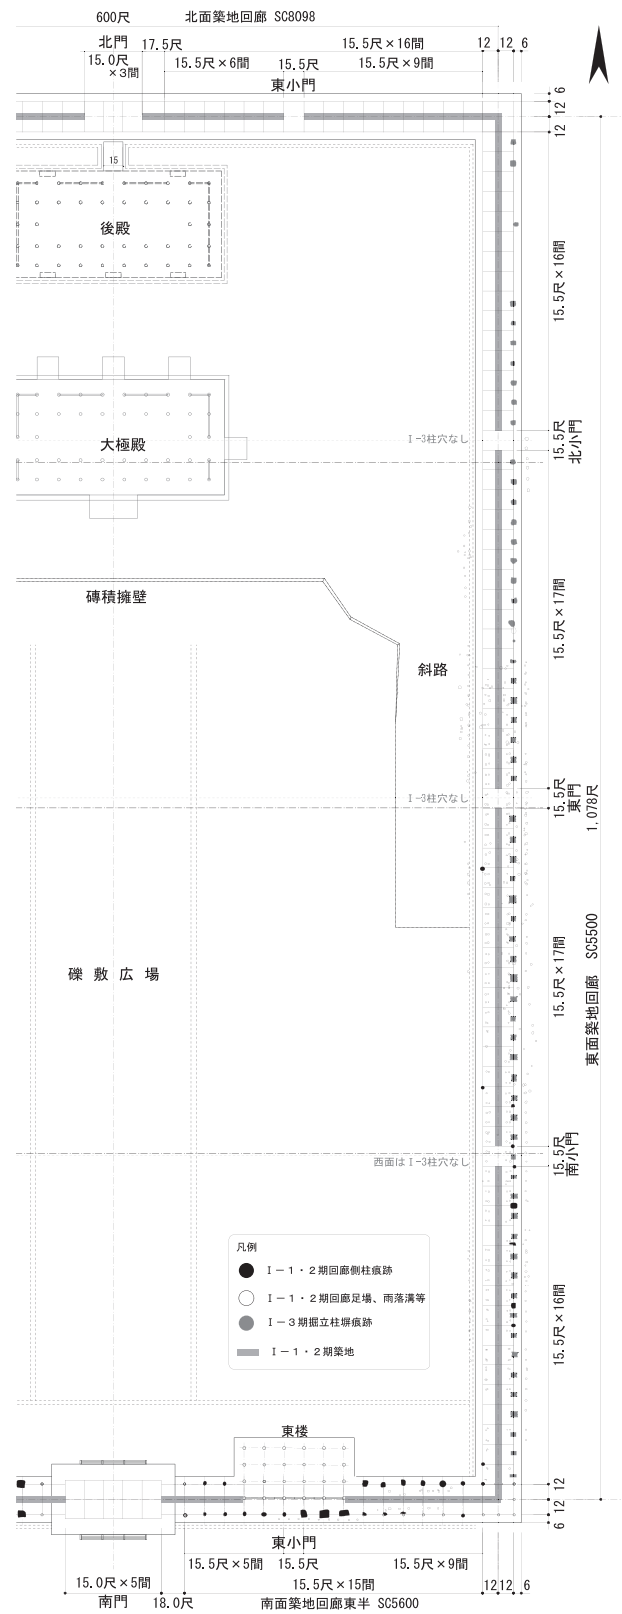 600尺
北面築地回廊 SC8098
北門
17.5尺
15.5尺×16間
12
12
6
15.0尺
×3間
15.5尺×6間
15.5尺
15.5尺×9間
東小門
6
12
12
15
後殿
15.5尺×16間
大極殿
Ⅰ-3柱穴なし
15.5尺
北小門
磚積擁壁
15.5尺×17間
斜路
Ⅰ-3柱穴なし
15.5尺
東門
1,078尺
礫敷広場
15.5尺×17間
東面築地回廊 SC5500
西面はⅠ-3柱穴なし
15.5尺
南小門
凡例
Ⅰ－1・2期回廊側柱痕跡
Ⅰ－1・2期回廊足場、雨落溝等
Ⅰ－3期掘立柱塀痕跡
Ⅰ－1・2期築地
15.5尺×16間
東楼
12
12
6
東小門
15.5尺×5間
15.5尺
15.5尺×9間
15.0尺×5間
15.5尺×15間
12
12
6
南門
18.0尺
南面築地回廊東半 SC5600